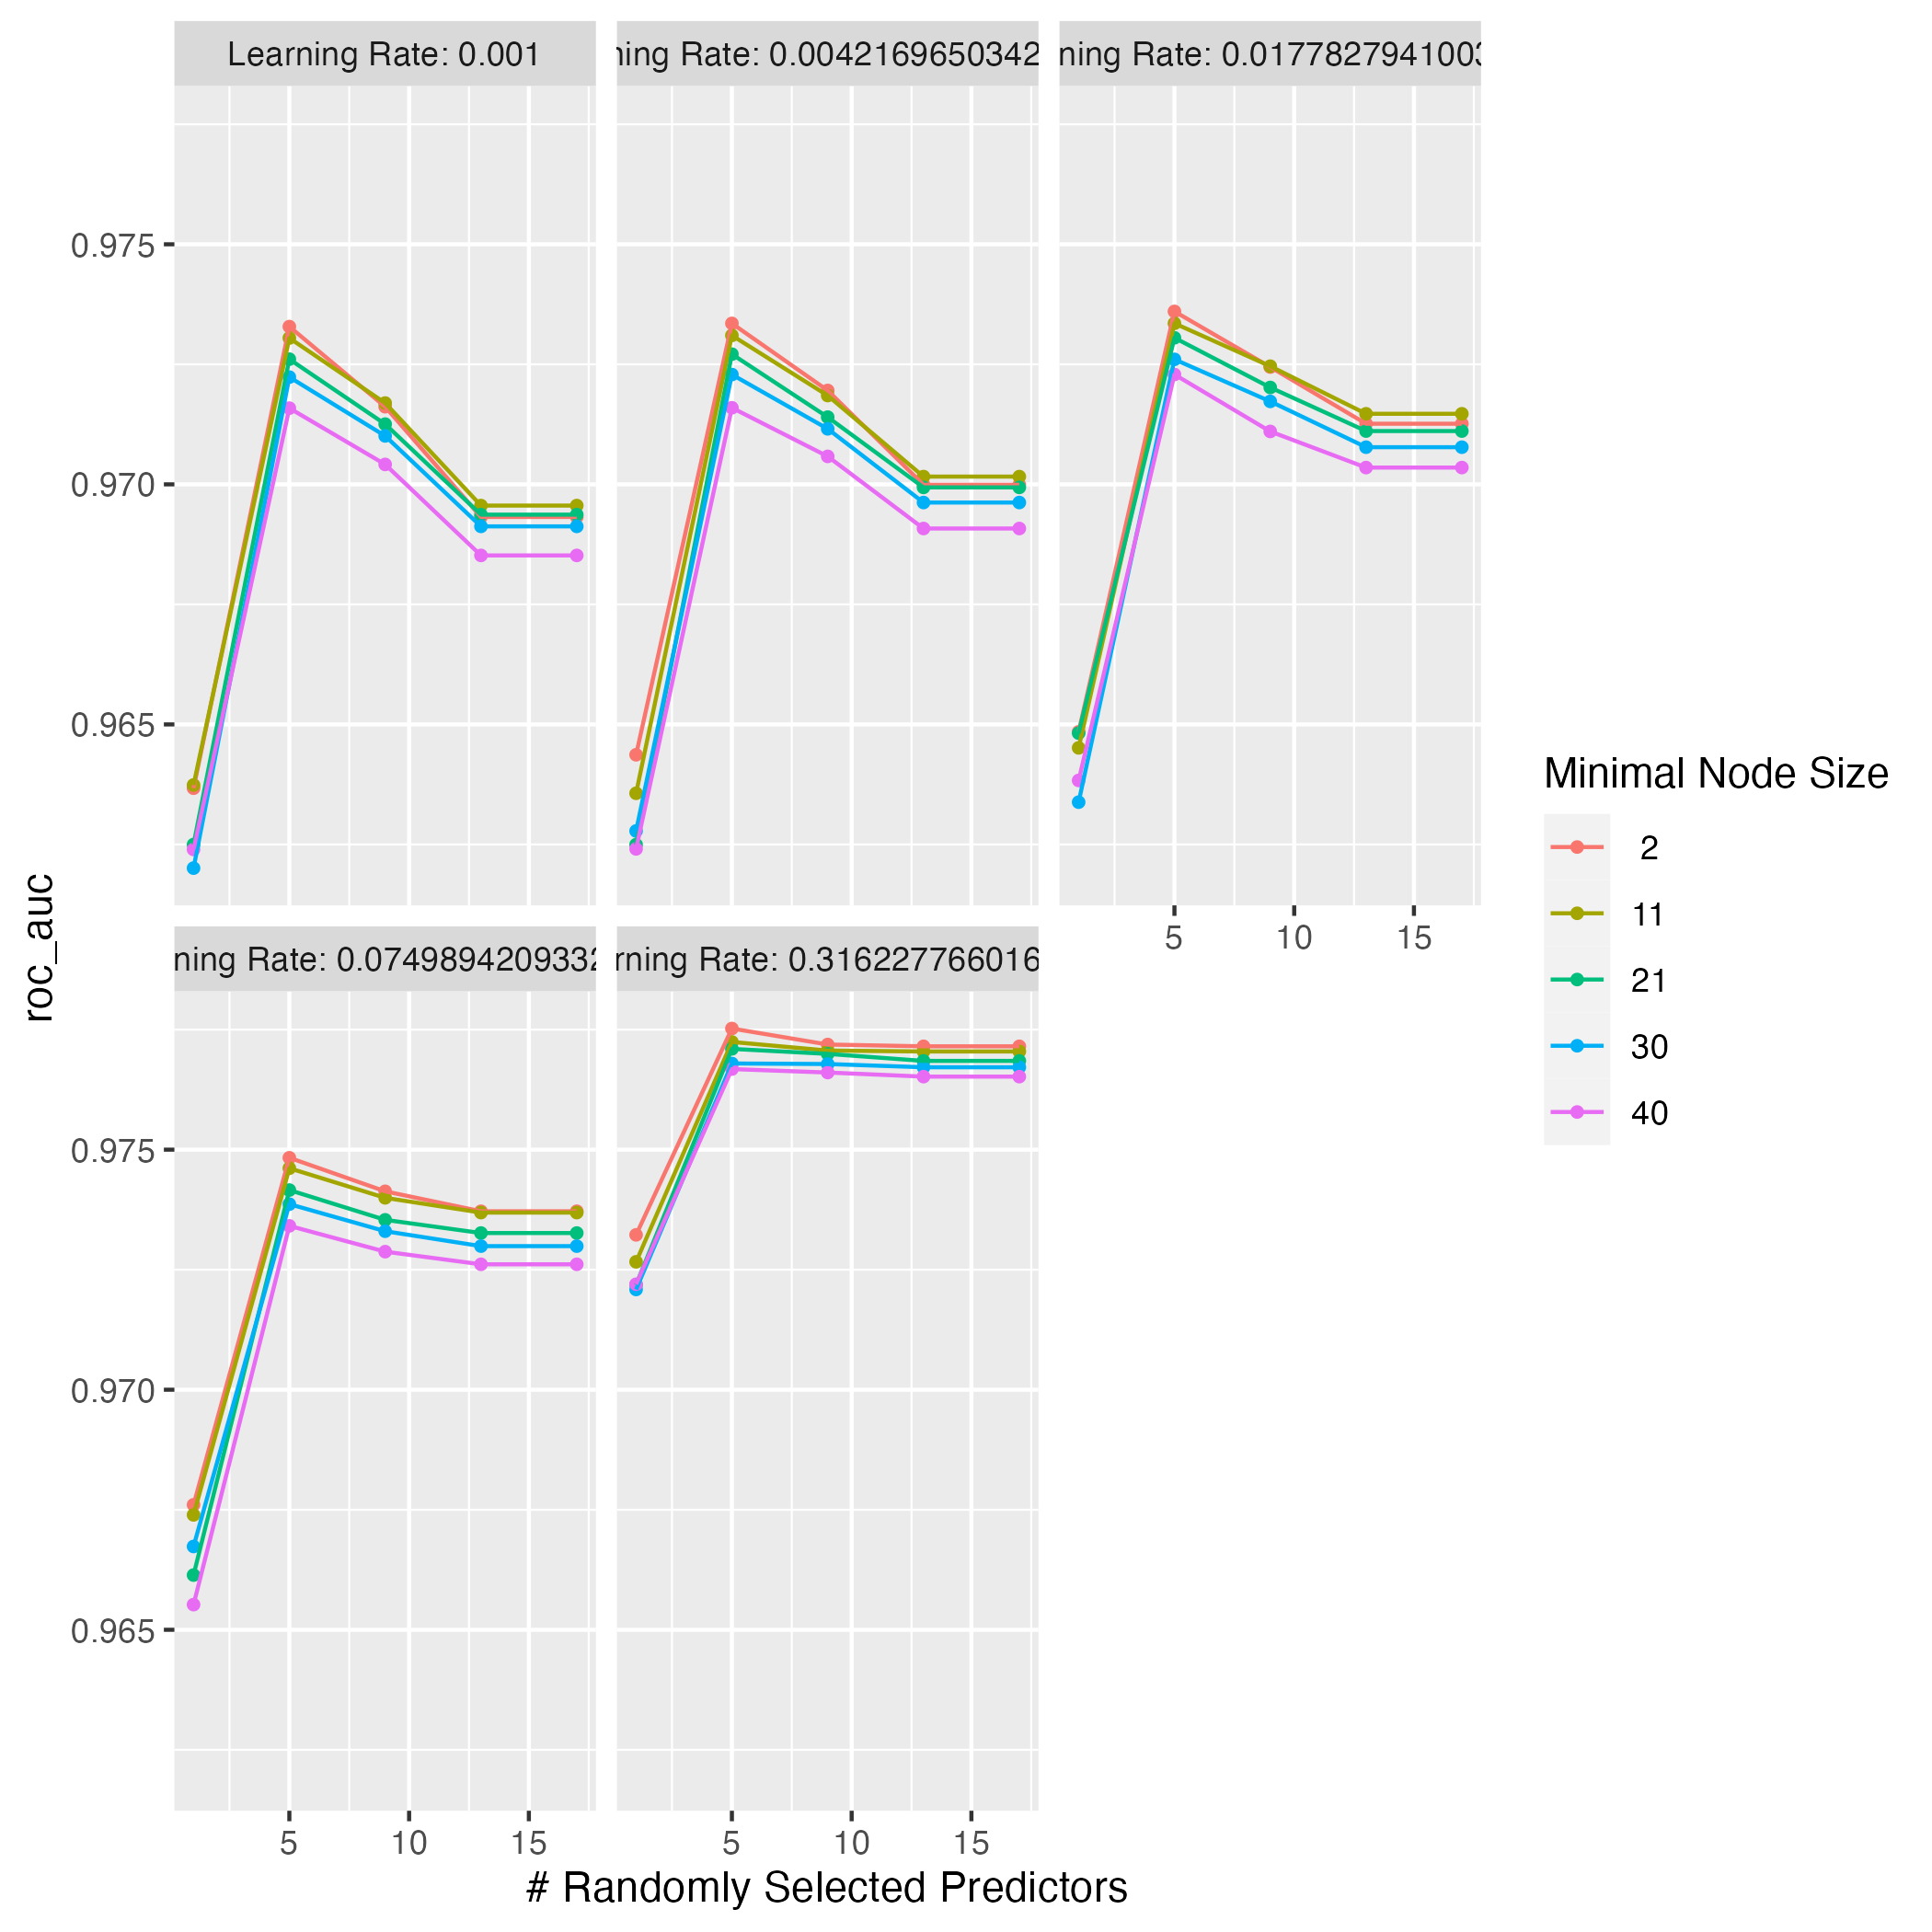 Learning Rate: 0.001
ning Rate: 0.0042169650342
ning Rate: 0.017782794100
0.975
0.970
0.965
5 10 15
roc_auc
ning Rate: 0.074989420933
rning Rate: 0.316227766016
0.975
0.970
0.965
5 10 15
5 10 15
# Randomly Selected Predictors
Minimal Node Size
2
11
21
30
40